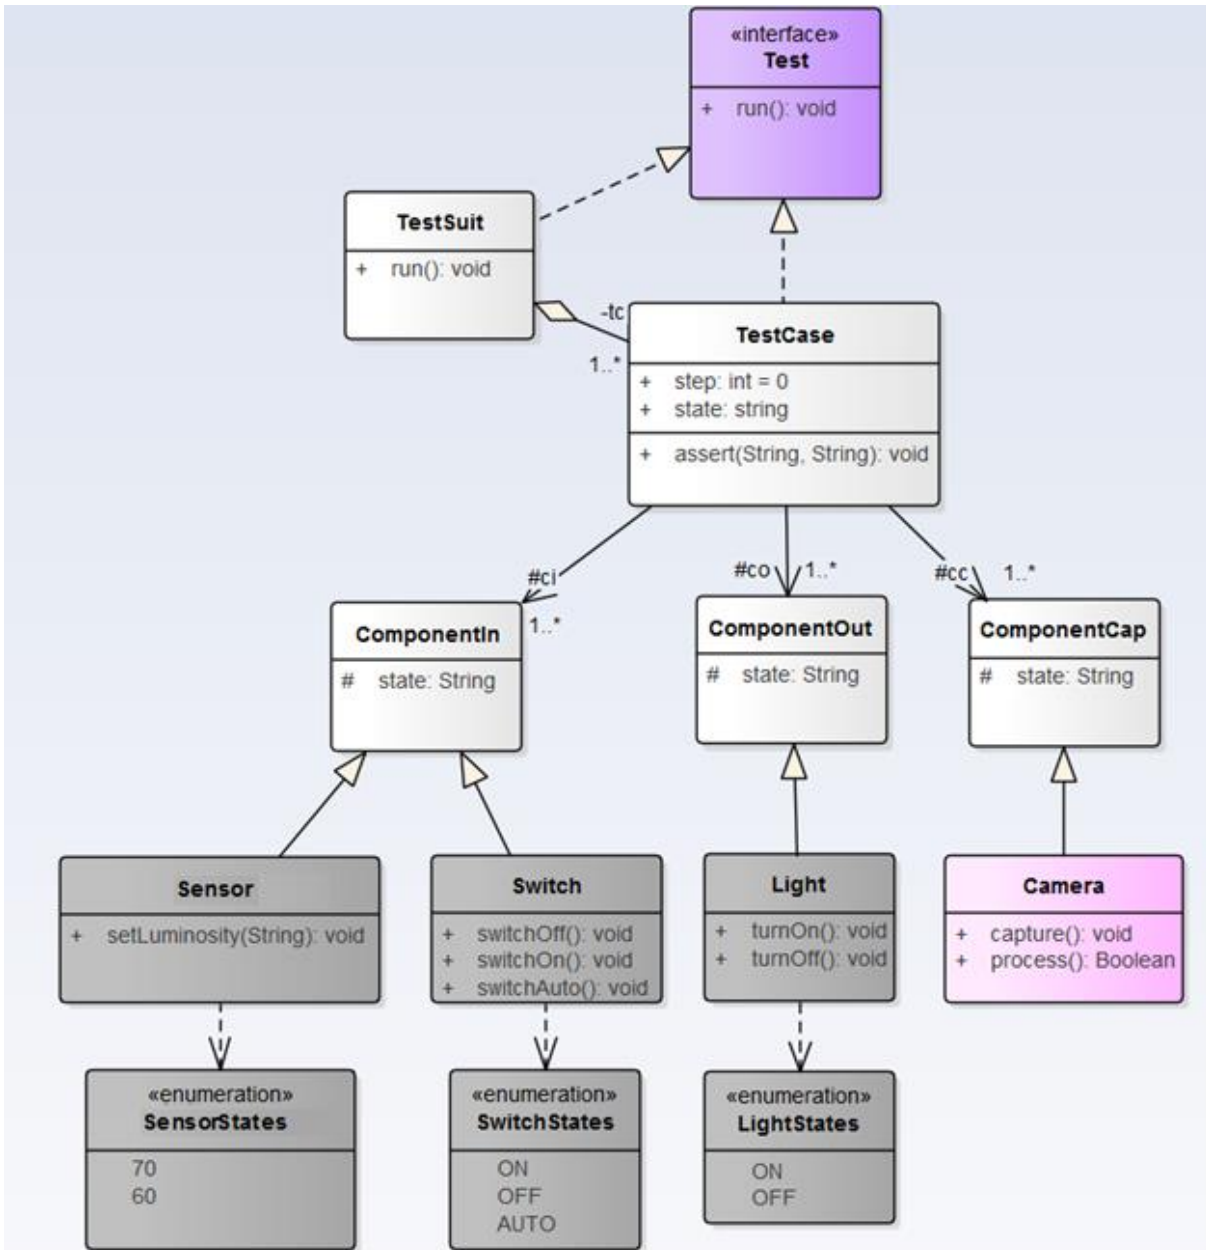 «interface»
Test
+ run(): void
TestSuit
+ run(): void
-tc
1..*
TestCase
+ step: int = 0
+ state: string
+ assert(String, String): void
#ci
1..*
#co 1..*
#cc 1..*
ComponentIn
# state: String
ComponentOut
# state: String
ComponentCap
# state: String
Sensor
+ setLuminosity(String): void
Switch
+ switchOff(): void
+ switchOn(): void
+ switchAuto(): void
Light
+ turnOn(): void
+ turnOff(): void
Camera
+ capture(): void
+ process(): Boolean
«enumeration»
SensorStates
70
60
«enumeration»
SwitchStates
ON
OFF
AUTO
«enumeration»
LightStates
ON
OFF